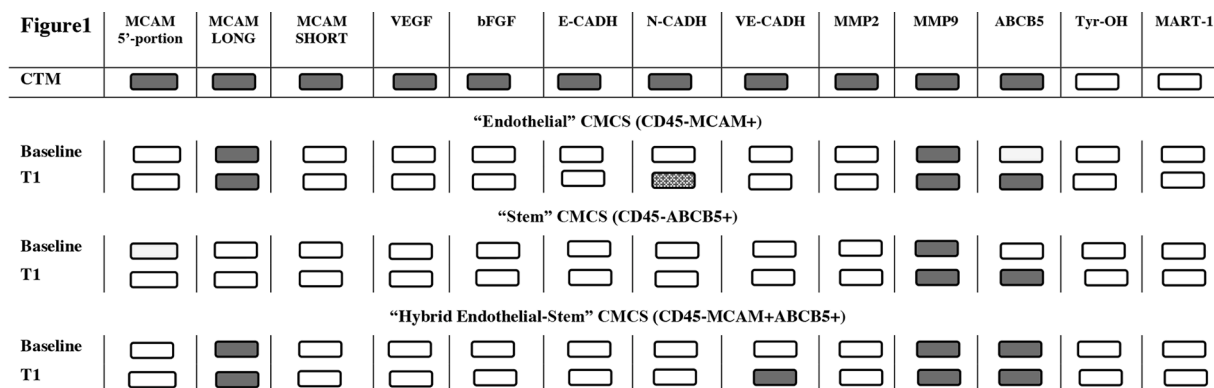 Figure1 MCAM 5'-portion MCAM LONG MCAM SHORT VEGF bFGF E-CADH N-CADH VE-CADH MMP2 MMP9 ABCB5 Tyr-OH MART-1
CTM
“Endothelial” CMCS (CD45-MCAM+)
Baseline
T1
“Stem” CMCS (CD45-ABCB5+)
Baseline
T1
“Hybrid Endothelial-Stem” CMCS (CD45-MCAM+ABCB5+)
Baseline
T1